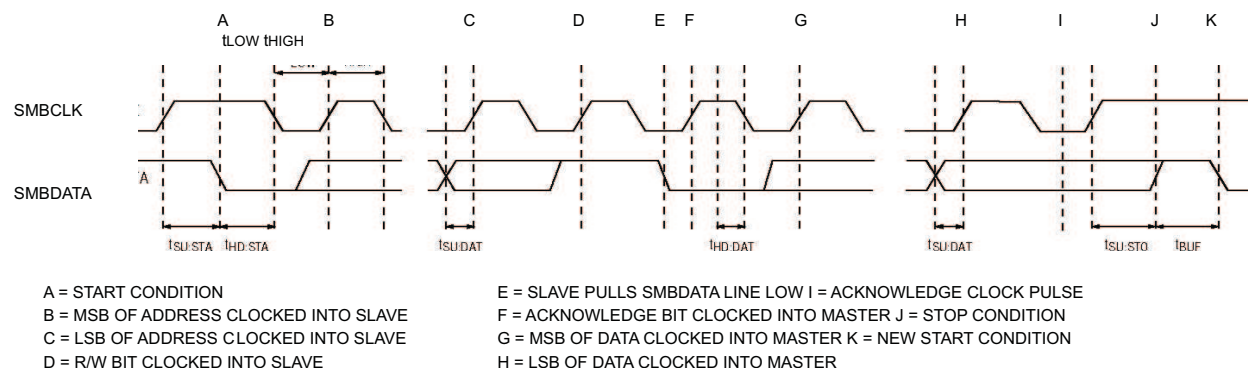 A B C D E F G H I J K
tLOW tHIGH
SMBCLK
SMBDATA
A
tSU:STA tHD:STA tSU:DAT tHD:DAT tSU:DAT tSU:STO tBUF
A = START CONDITION
B = MSB OF ADDRESS CLOCKED INTO SLAVE
C = LSB OF ADDRESS CLOCKED INTO SLAVE
D = R/W BIT CLOCKED INTO SLAVE
E = SLAVE PULLS SMBDATA LINE LOW I = ACKNOWLEDGE CLOCK PULSE
F = ACKNOWLEDGE BIT CLOCKED INTO MASTER J = STOP CONDITION
G = MSB OF DATA CLOCKED INTO MASTER K = NEW START CONDITION
H = LSB OF DATA CLOCKED INTO MASTER